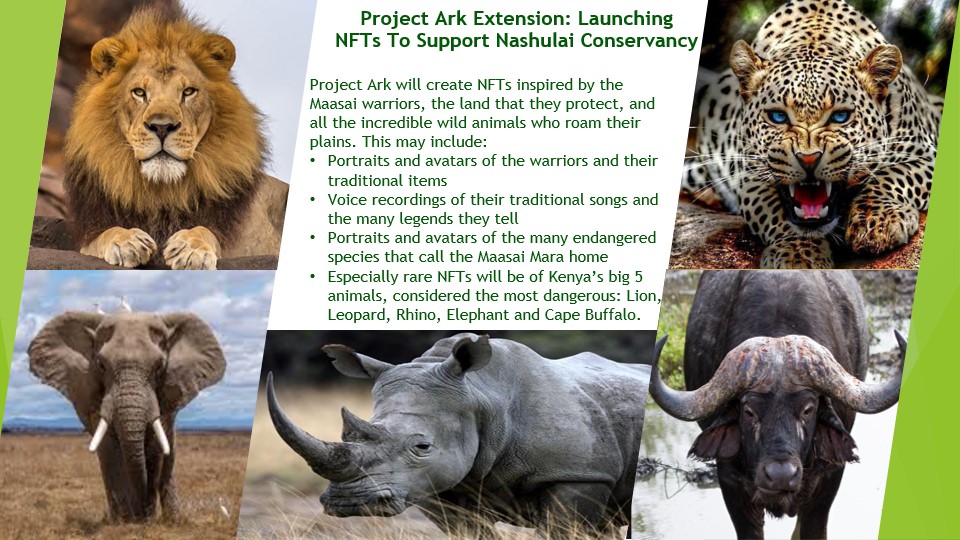 Project Ark Extension: Launching
NFTs To Support Nashulai Conservancy
Project Ark will create NFTs inspired by the
Maasai warriors, the land that they protect, and
all the incredible wild animals who roam their
plains. This may include:
• Portraits and avatars of the warriors and their
traditional items
• Voice recordings of their traditional songs and
the many legends they tell
• Portraits and avatars of the many endangered
species that call the Maasai Mara home
• Especially rare NFTs will be of Kenya’s big 5
animals, considered the most dangerous: Lion,
Leopard, Rhino, Elephant and Cape Buffalo.